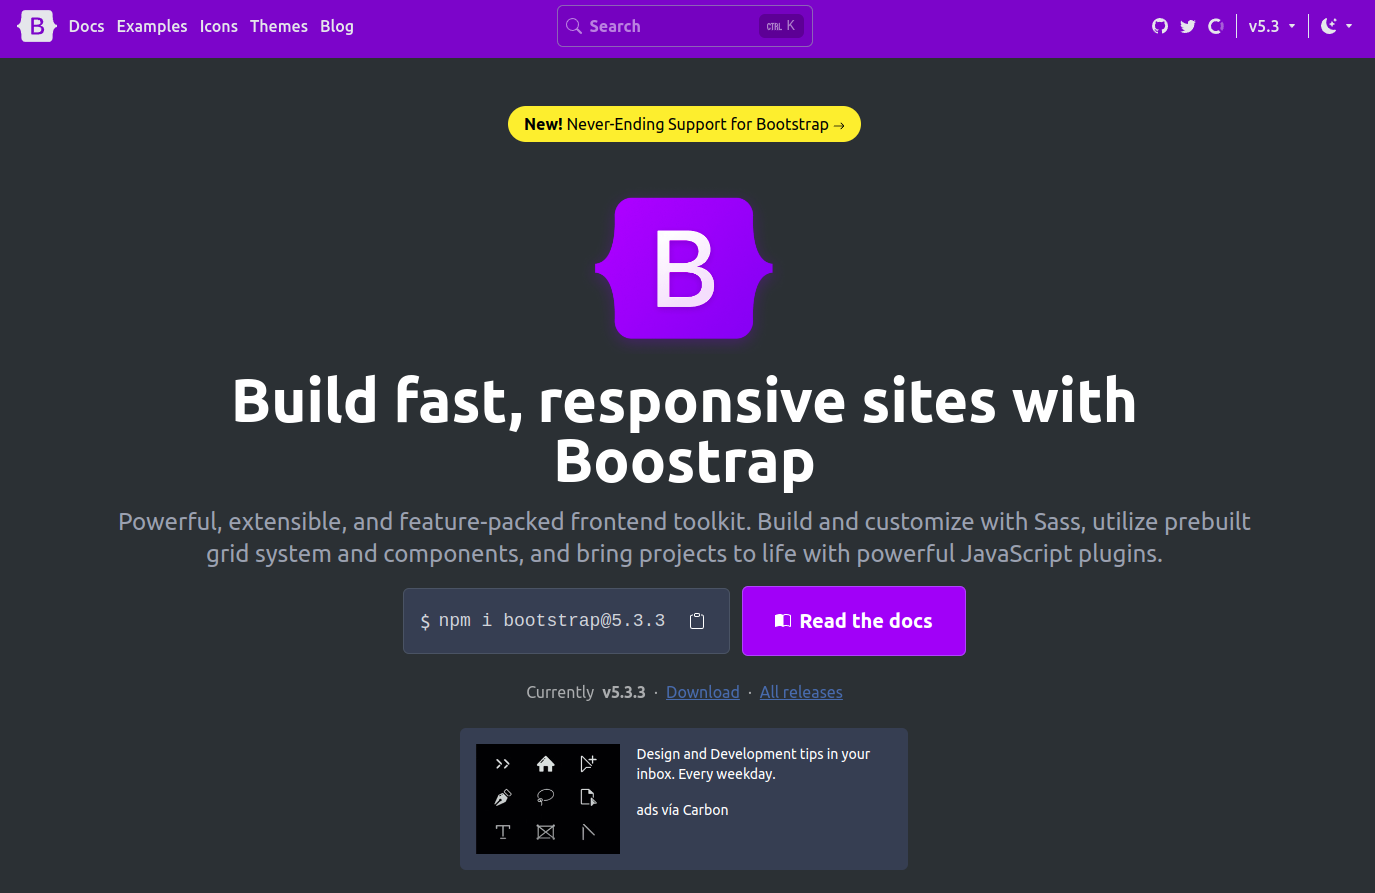 B Docs Examples Icons Themes Blog Search CTRL K v5.3
New! Never-Ending Support for Bootstrap →
B
Build fast, responsive sites with
Boostrap
Powerful, extensible, and feature-packed frontend toolkit. Build and customize with Sass, utilize prebuilt
grid system and components, and bring projects to life with powerful JavaScript plugins.
$ npm i bootstrap@5.3.3 Read the docs
Currently v5.3.3 · Download · All releases
Design and Development tips in your
inbox. Every weekday.
ads vía Carbon